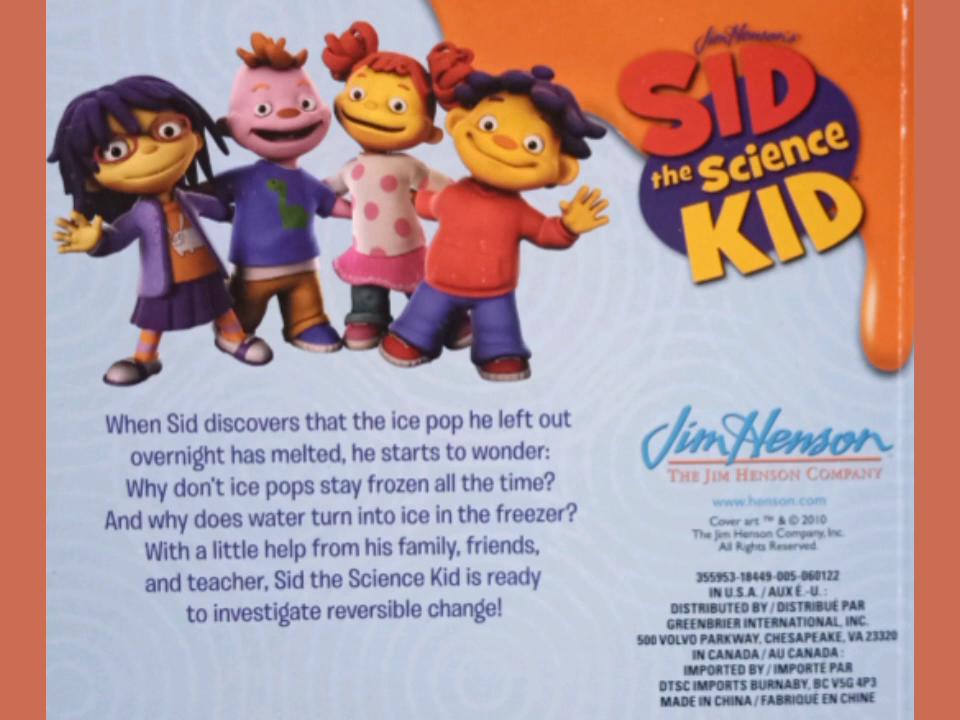 Jim Henson's
SID
the Science
KID
When Sid discovers that the ice pop he left out
overnight has melted, he starts to wonder:
Why don't ice pops stay frozen all the time?
And why does water turn into ice in the freezer?
With a little help from his family, friends,
and teacher, Sid the Science Kid is ready
to investigate reversible change!
Jim Henson
THE JIM HENSON COMPANY
www.henson.com
Cover art ™ & © 2010
The Jim Henson Company, Inc.
All Rights Reserved.
355953-18449-005-060122
IN U.S.A. / AUX É.-U. :
DISTRIBUTED BY / DISTRIBUÉ PAR
GREENBRIER INTERNATIONAL, INC.
500 VOLVO PARKWAY, CHESAPEAKE, VA 23320
IN CANADA / AU CANADA :
IMPORTED BY / IMPORTÉ PAR
DTSC IMPORTS BURNABY, BC V5G 4P3
MADE IN CHINA / FABRIQUÉ EN CHINE